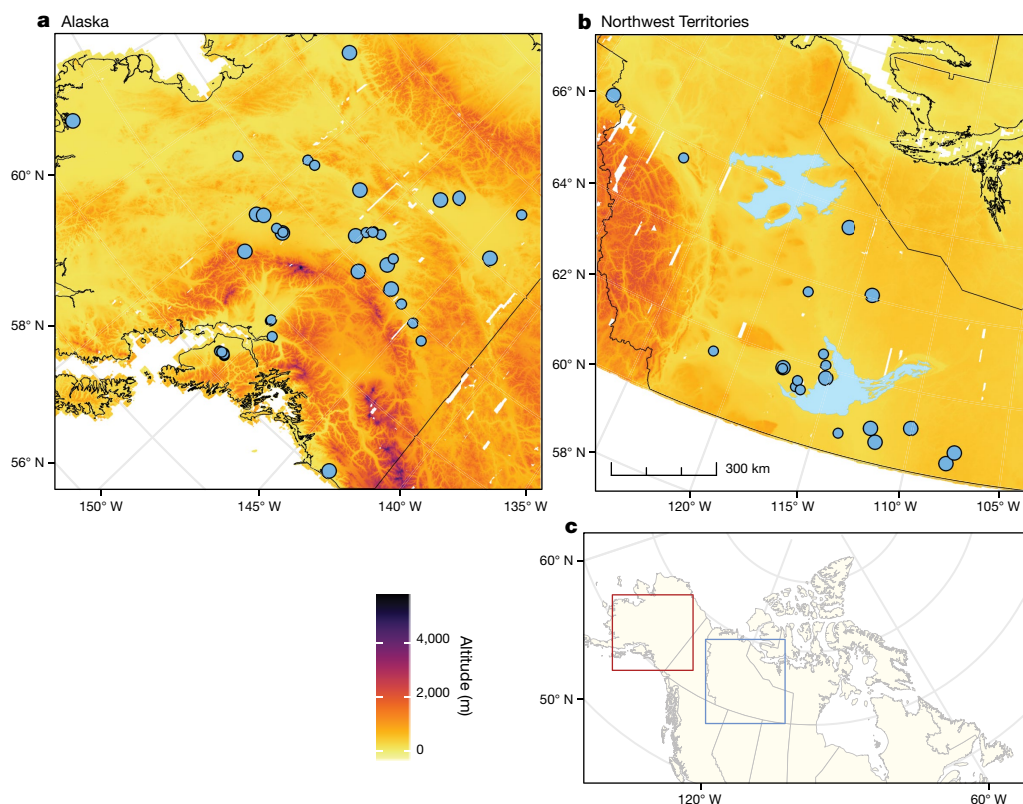 a Alaska
60° N
58° N
56° N
150° W
145° W
140° W
135° W
b Northwest Territories
66° N
64° N
62° N
60° N
58° N
300 km
120° W
115° W
110° W
105° W
4,000
2,000
0
Altitude (m)
c
60° N
50° N
120° W
60° W